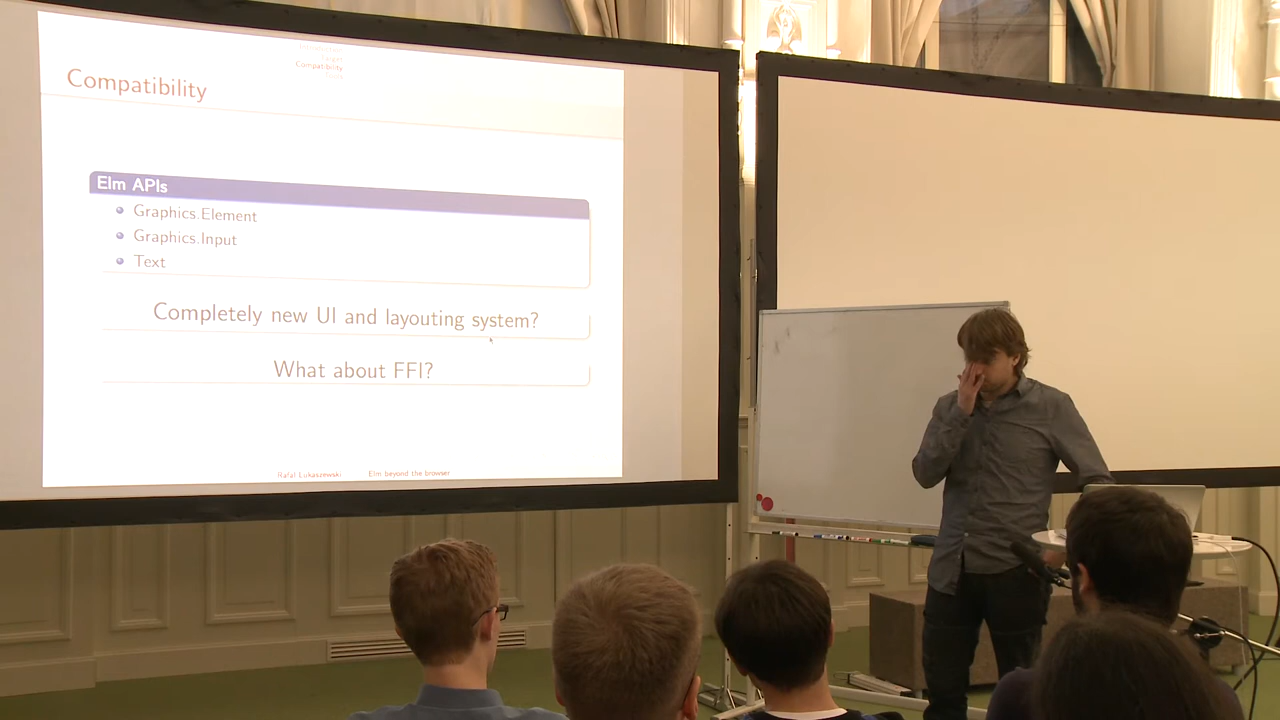 Compatibility
Compatibility
Elm APIs
Graphics.Element
Graphics.Input
Text
Completely new UI and layouting system?
What about FFI?
Rafał Łukaszewski Elm beyond the browser